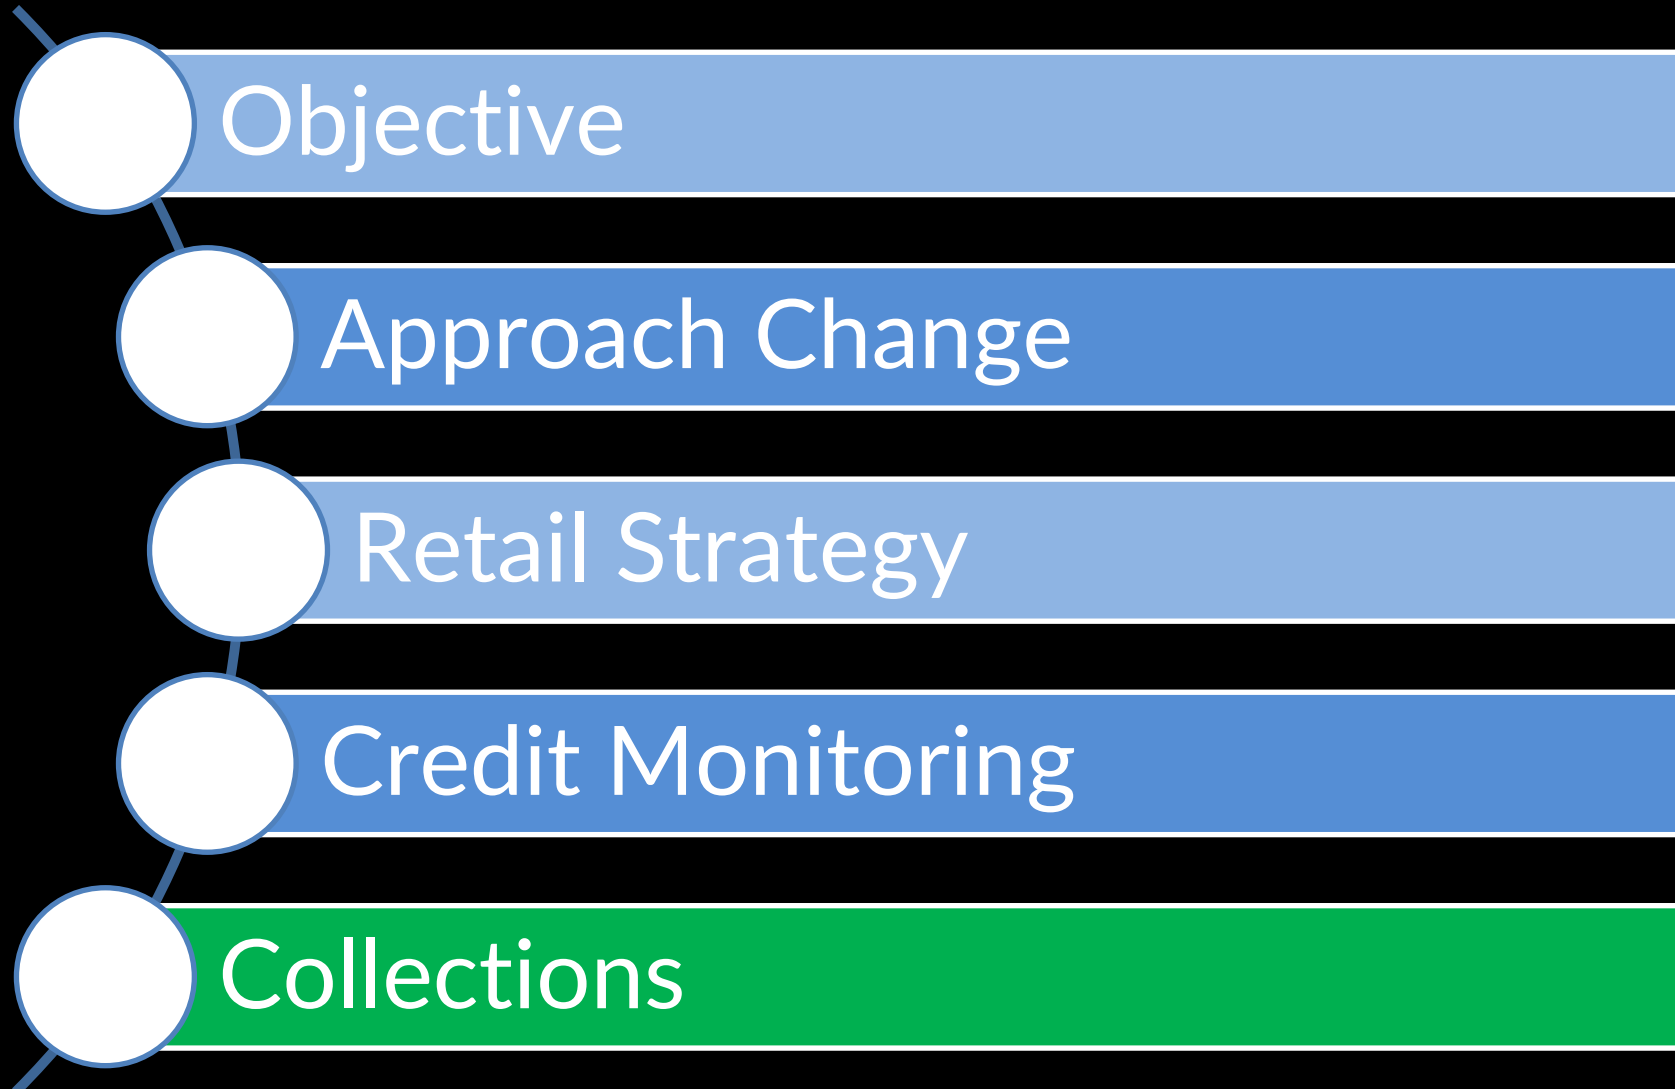 Objective
Approach Change
Retail Strategy
Credit Monitoring
Collections